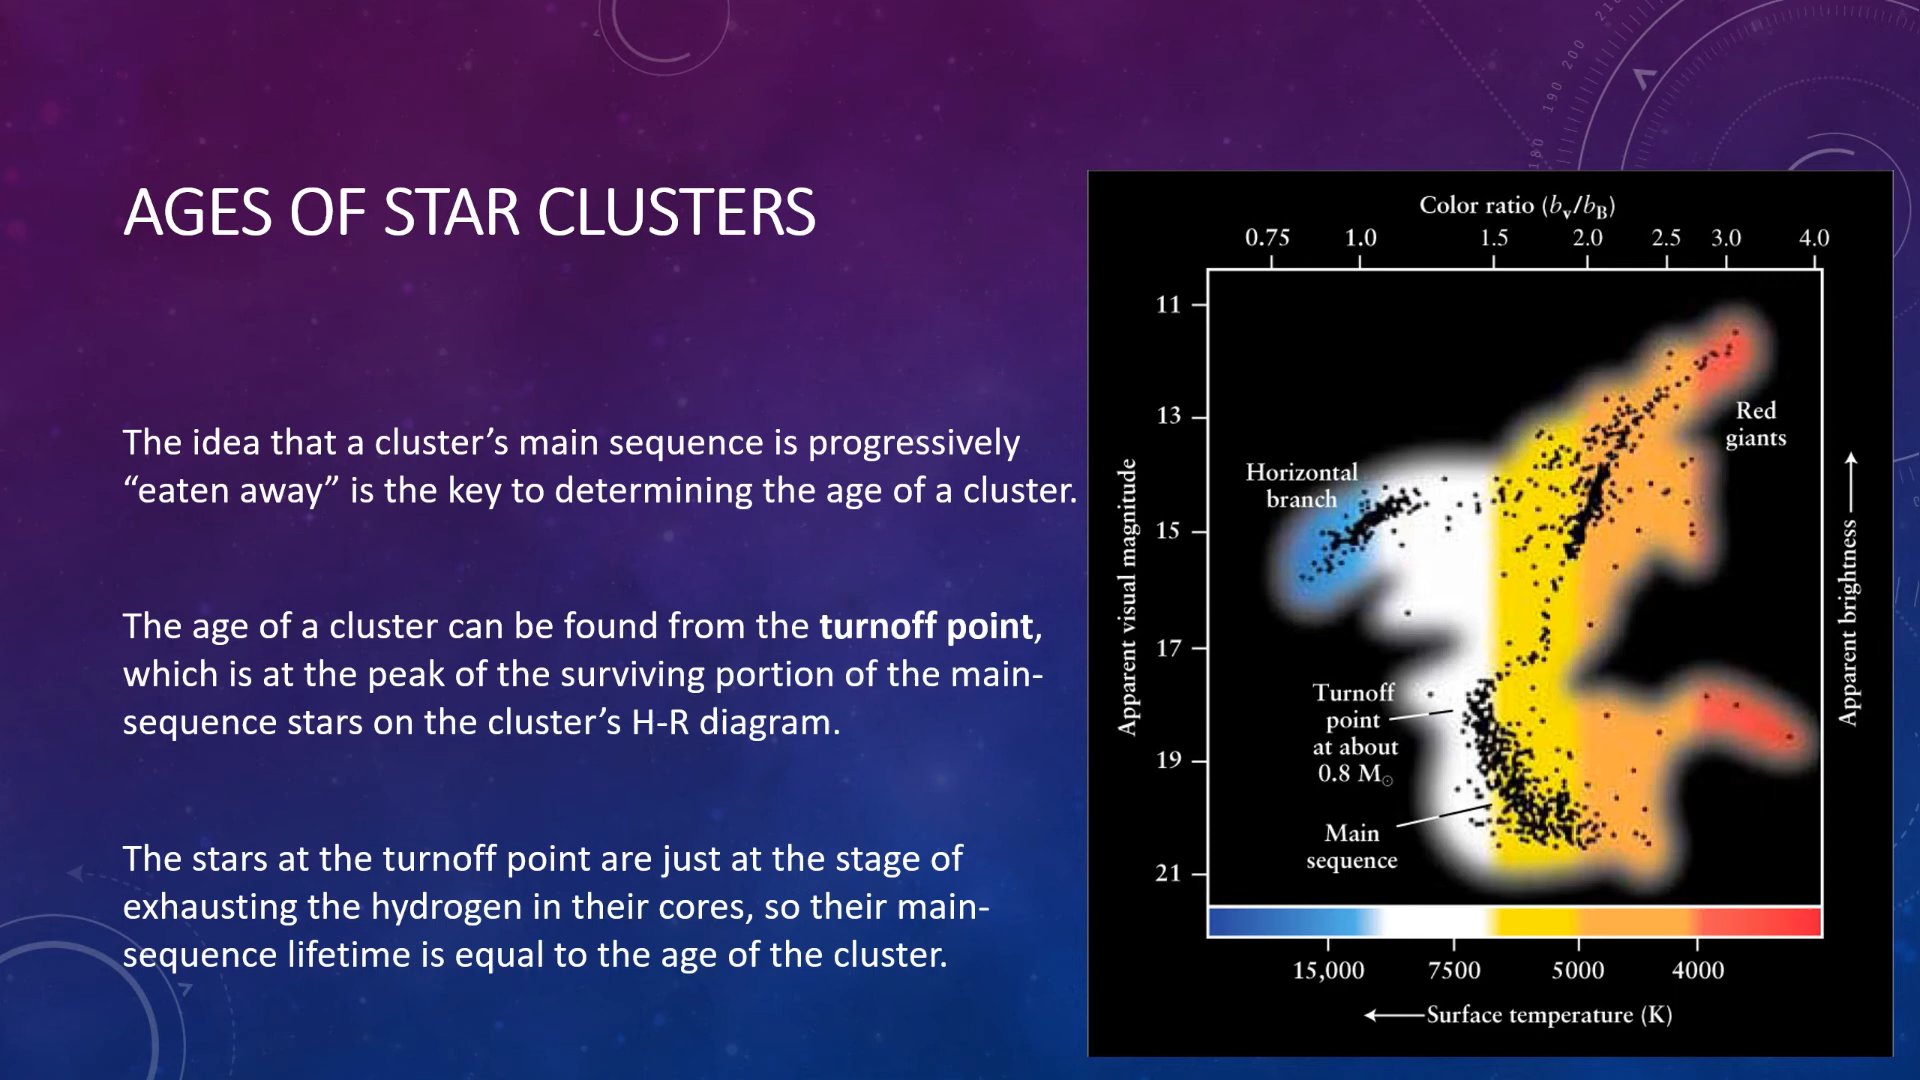 AGES OF STAR CLUSTERS
The idea that a cluster’s main sequence is progressively
“eaten away” is the key to determining the age of a cluster.
The age of a cluster can be found from the turnoff point,
which is at the peak of the surviving portion of the main-
sequence stars on the cluster’s H-R diagram.
The stars at the turnoff point are just at the stage of
exhausting the hydrogen in their cores, so their main-
sequence lifetime is equal to the age of the cluster.
Color ratio (bv/bB)
0.75 1.0 1.5 2.0 2.5 3.0 4.0
11
13
15
17
19
21
Apparent visual magnitude
Horizontal
branch
Red
giants
Turnoff
point
at about
0.8 M☉
Main
sequence
Apparent brightness →
15,000 7500 5000 4000
← Surface temperature (K)
180 190 200